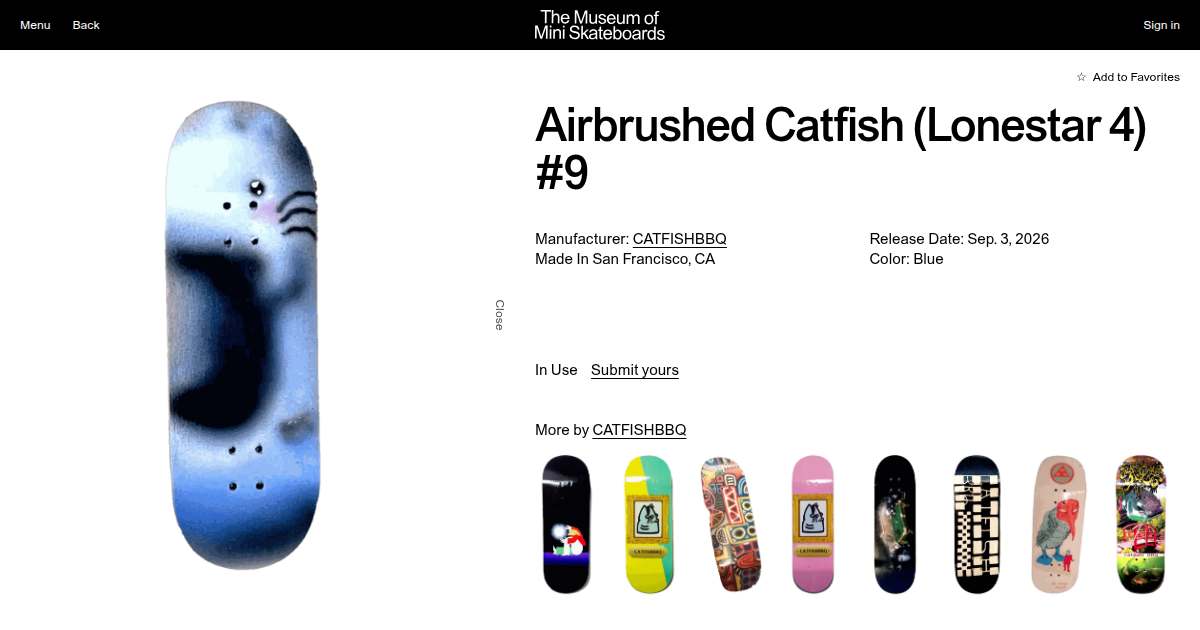 Menu
Back
The Museum of
Mini Skateboards
Sign in
☆ Add to Favorites
Airbrushed Catfish (Lonestar 4)
#9
Manufacturer: CATFISHBBQ
Made In San Francisco, CA
Release Date: Sep. 3, 2026
Color: Blue
Close
In Use
Submit yours
More by CATFISHBBQ
CATFISHBBQ
CATFISHBBQ